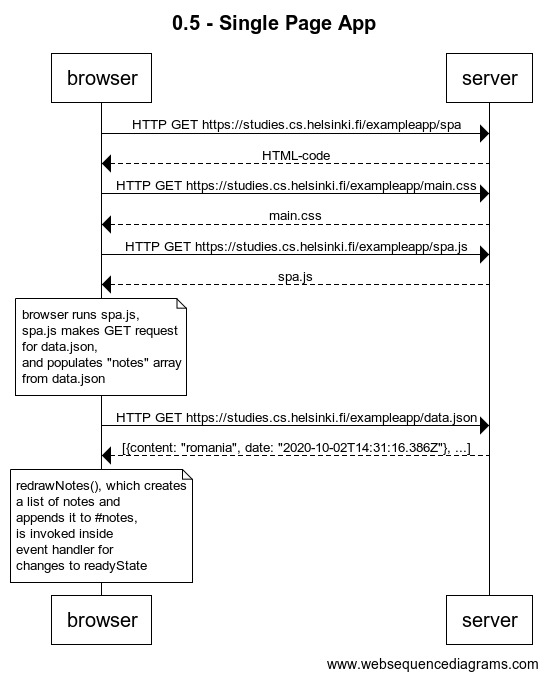 0.5 - Single Page App
browser
server
HTTP GET https://studies.cs.helsinki.fi/exampleapp/spa
HTML-code
HTTP GET https://studies.cs.helsinki.fi/exampleapp/main.css
main.css
HTTP GET https://studies.cs.helsinki.fi/exampleapp/spa.js
spa.js
browser runs spa.js,
spa.js makes GET request
for data.json,
and populates "notes" array
from data.json
HTTP GET https://studies.cs.helsinki.fi/exampleapp/data.json
[{content: "romania", date: "2020-10-02T14:31:16.386Z"}, ...]
redrawNotes(), which creates
a list of notes and
appends it to #notes,
is invoked inside
event handler for
changes to readyState
browser
server
www.websequencediagrams.com